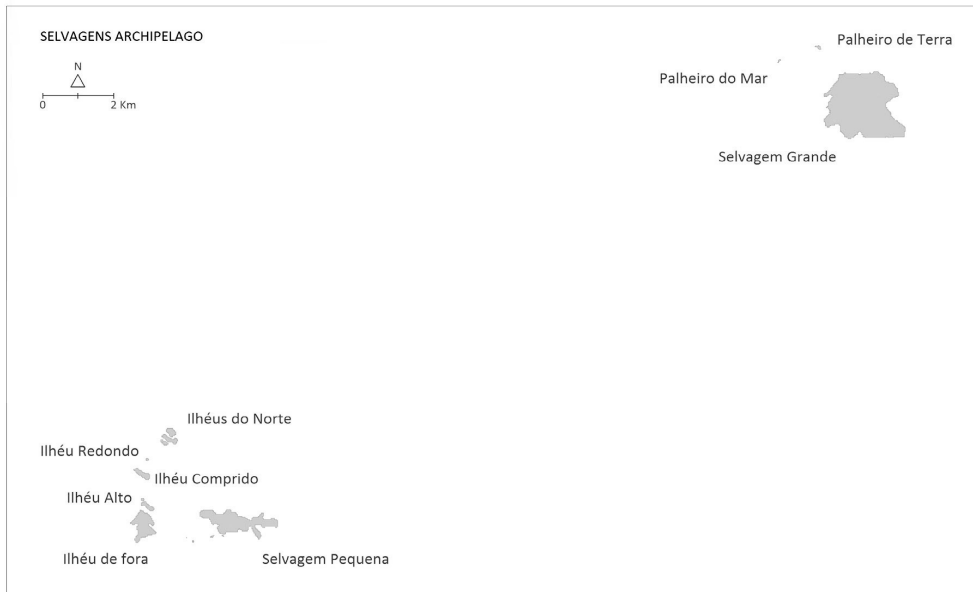 SELVAGENS ARCHIPELAGO
N
0 2 Km
Palheiro de Terra
Palheiro do Mar
Selvagem Grande
Ilhéus do Norte
Ilhéu Redondo
Ilhéu Comprido
Ilhéu Alto
Ilhéu de fora
Selvagem Pequena